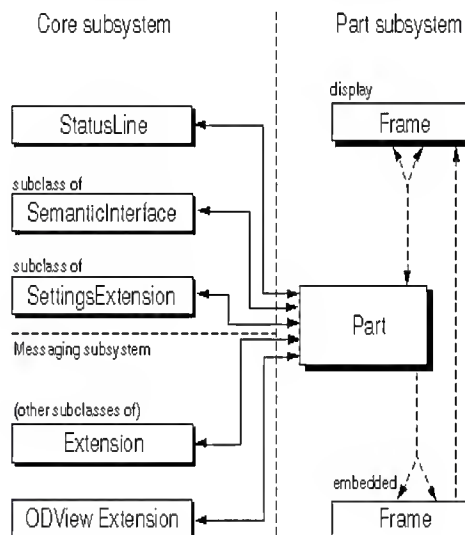 Core subsystem
Part subsystem
display
StatusLine
Frame
subclass of
SemanticInterface
subclass of
SettingsExtension
Part
Messaging subsystem
(other subclasses of)
Extension
embedded
ODView Extension
Frame